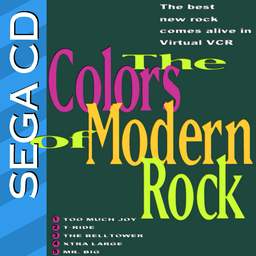 SEGA CD
The best
new rock
comes alive in
Virtual VCR
The
Colors
of Modern
Rock
TOO MUCH JOY
T-RIDE
THE BELLTOWER
XTRA LARGE
MR. BIG